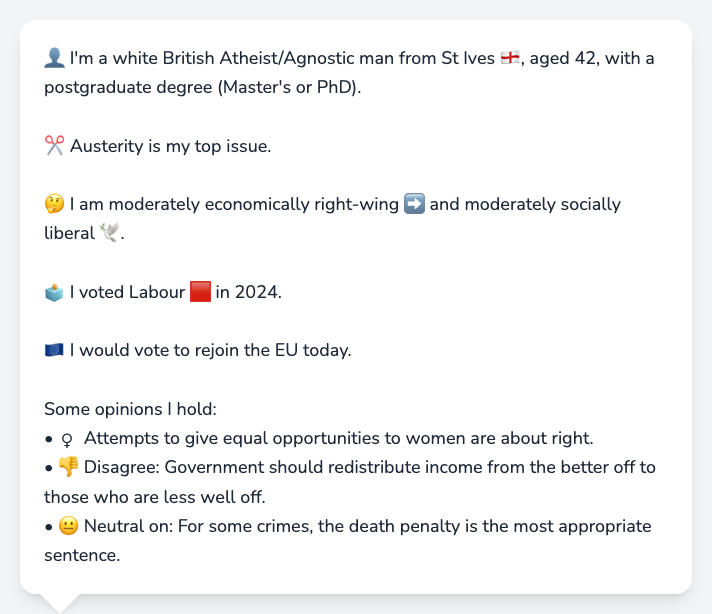 👤 I'm a white British Atheist/Agnostic man from St Ives 🏴󠁧󠁢󠁥󠁮󠁧󠁿, aged 42, with a
postgraduate degree (Master's or PhD).
✂️ Austerity is my top issue.
🤔 I am moderately economically right-wing ➡️ and moderately socially
liberal 🕊️.
🗳️ I voted Labour 🟥 in 2024.
🇪🇺 I would vote to rejoin the EU today.
Some opinions I hold:
• ♀ Attempts to give equal opportunities to women are about right.
• 👎 Disagree: Government should redistribute income from the better off to
those who are less well off.
• 😐 Neutral on: For some crimes, the death penalty is the most appropriate
sentence.